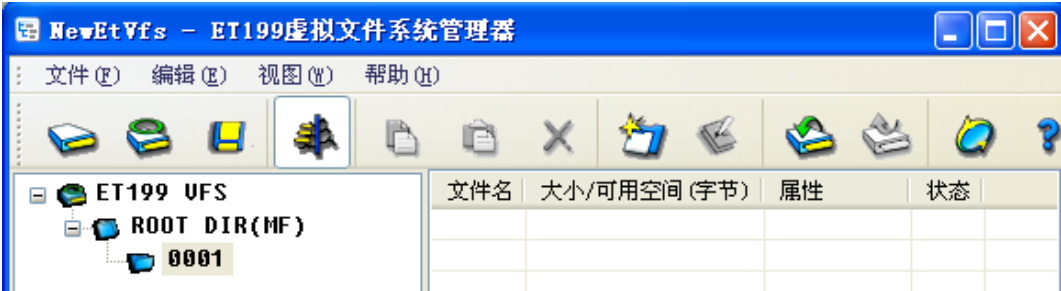 NewEtVfs - ET199虚拟文件系统管理器
文件(F) 编辑(E) 视图(W) 帮助(H)
ET199 VFS
ROOT DIR(MF)
0001
文件名 大小/可用空间(字节) 属性 状态